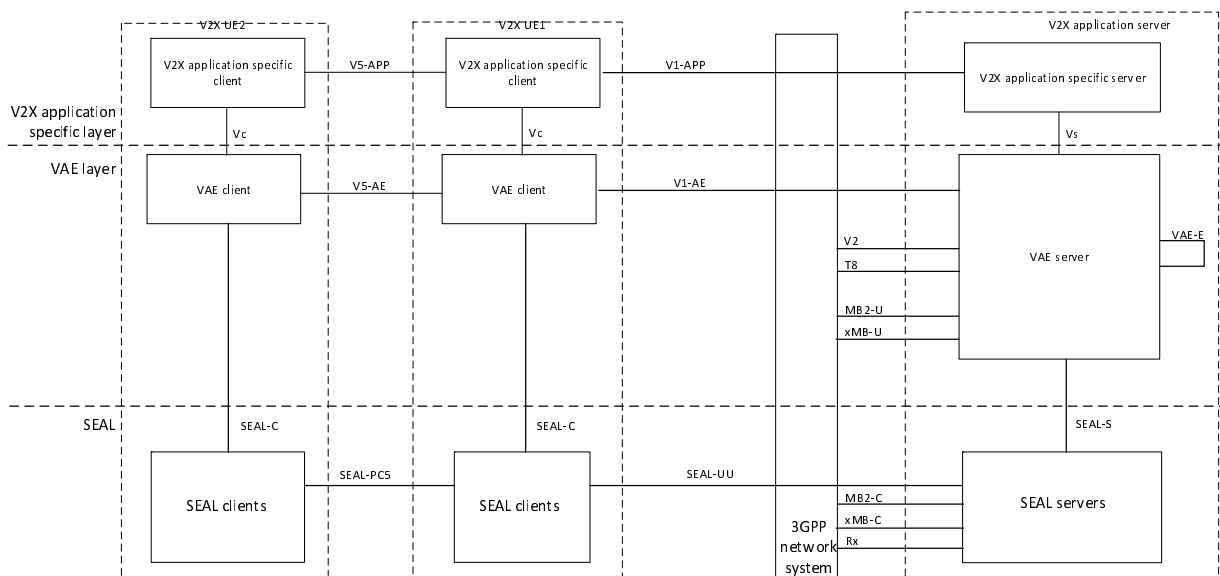 V2X UE2
V2X UE1
V2X application server
V2X application specific
client
V5-APP
V2X application specific
client
V1-APP
V2X application specific server
V2X application
specific layer
Vc
Vc
Vs
VAE layer
VAE client
V5-AE
VAE client
V1-AE
VAE server
VAE-E
V2
T8
MB2-U
xMB-U
SEAL
SEAL-C
SEAL-C
SEAL-S
SEAL clients
SEAL-PC5
SEAL clients
SEAL-UU
SEAL servers
MB2-C
xMB-C
Rx
3GPP
network
system